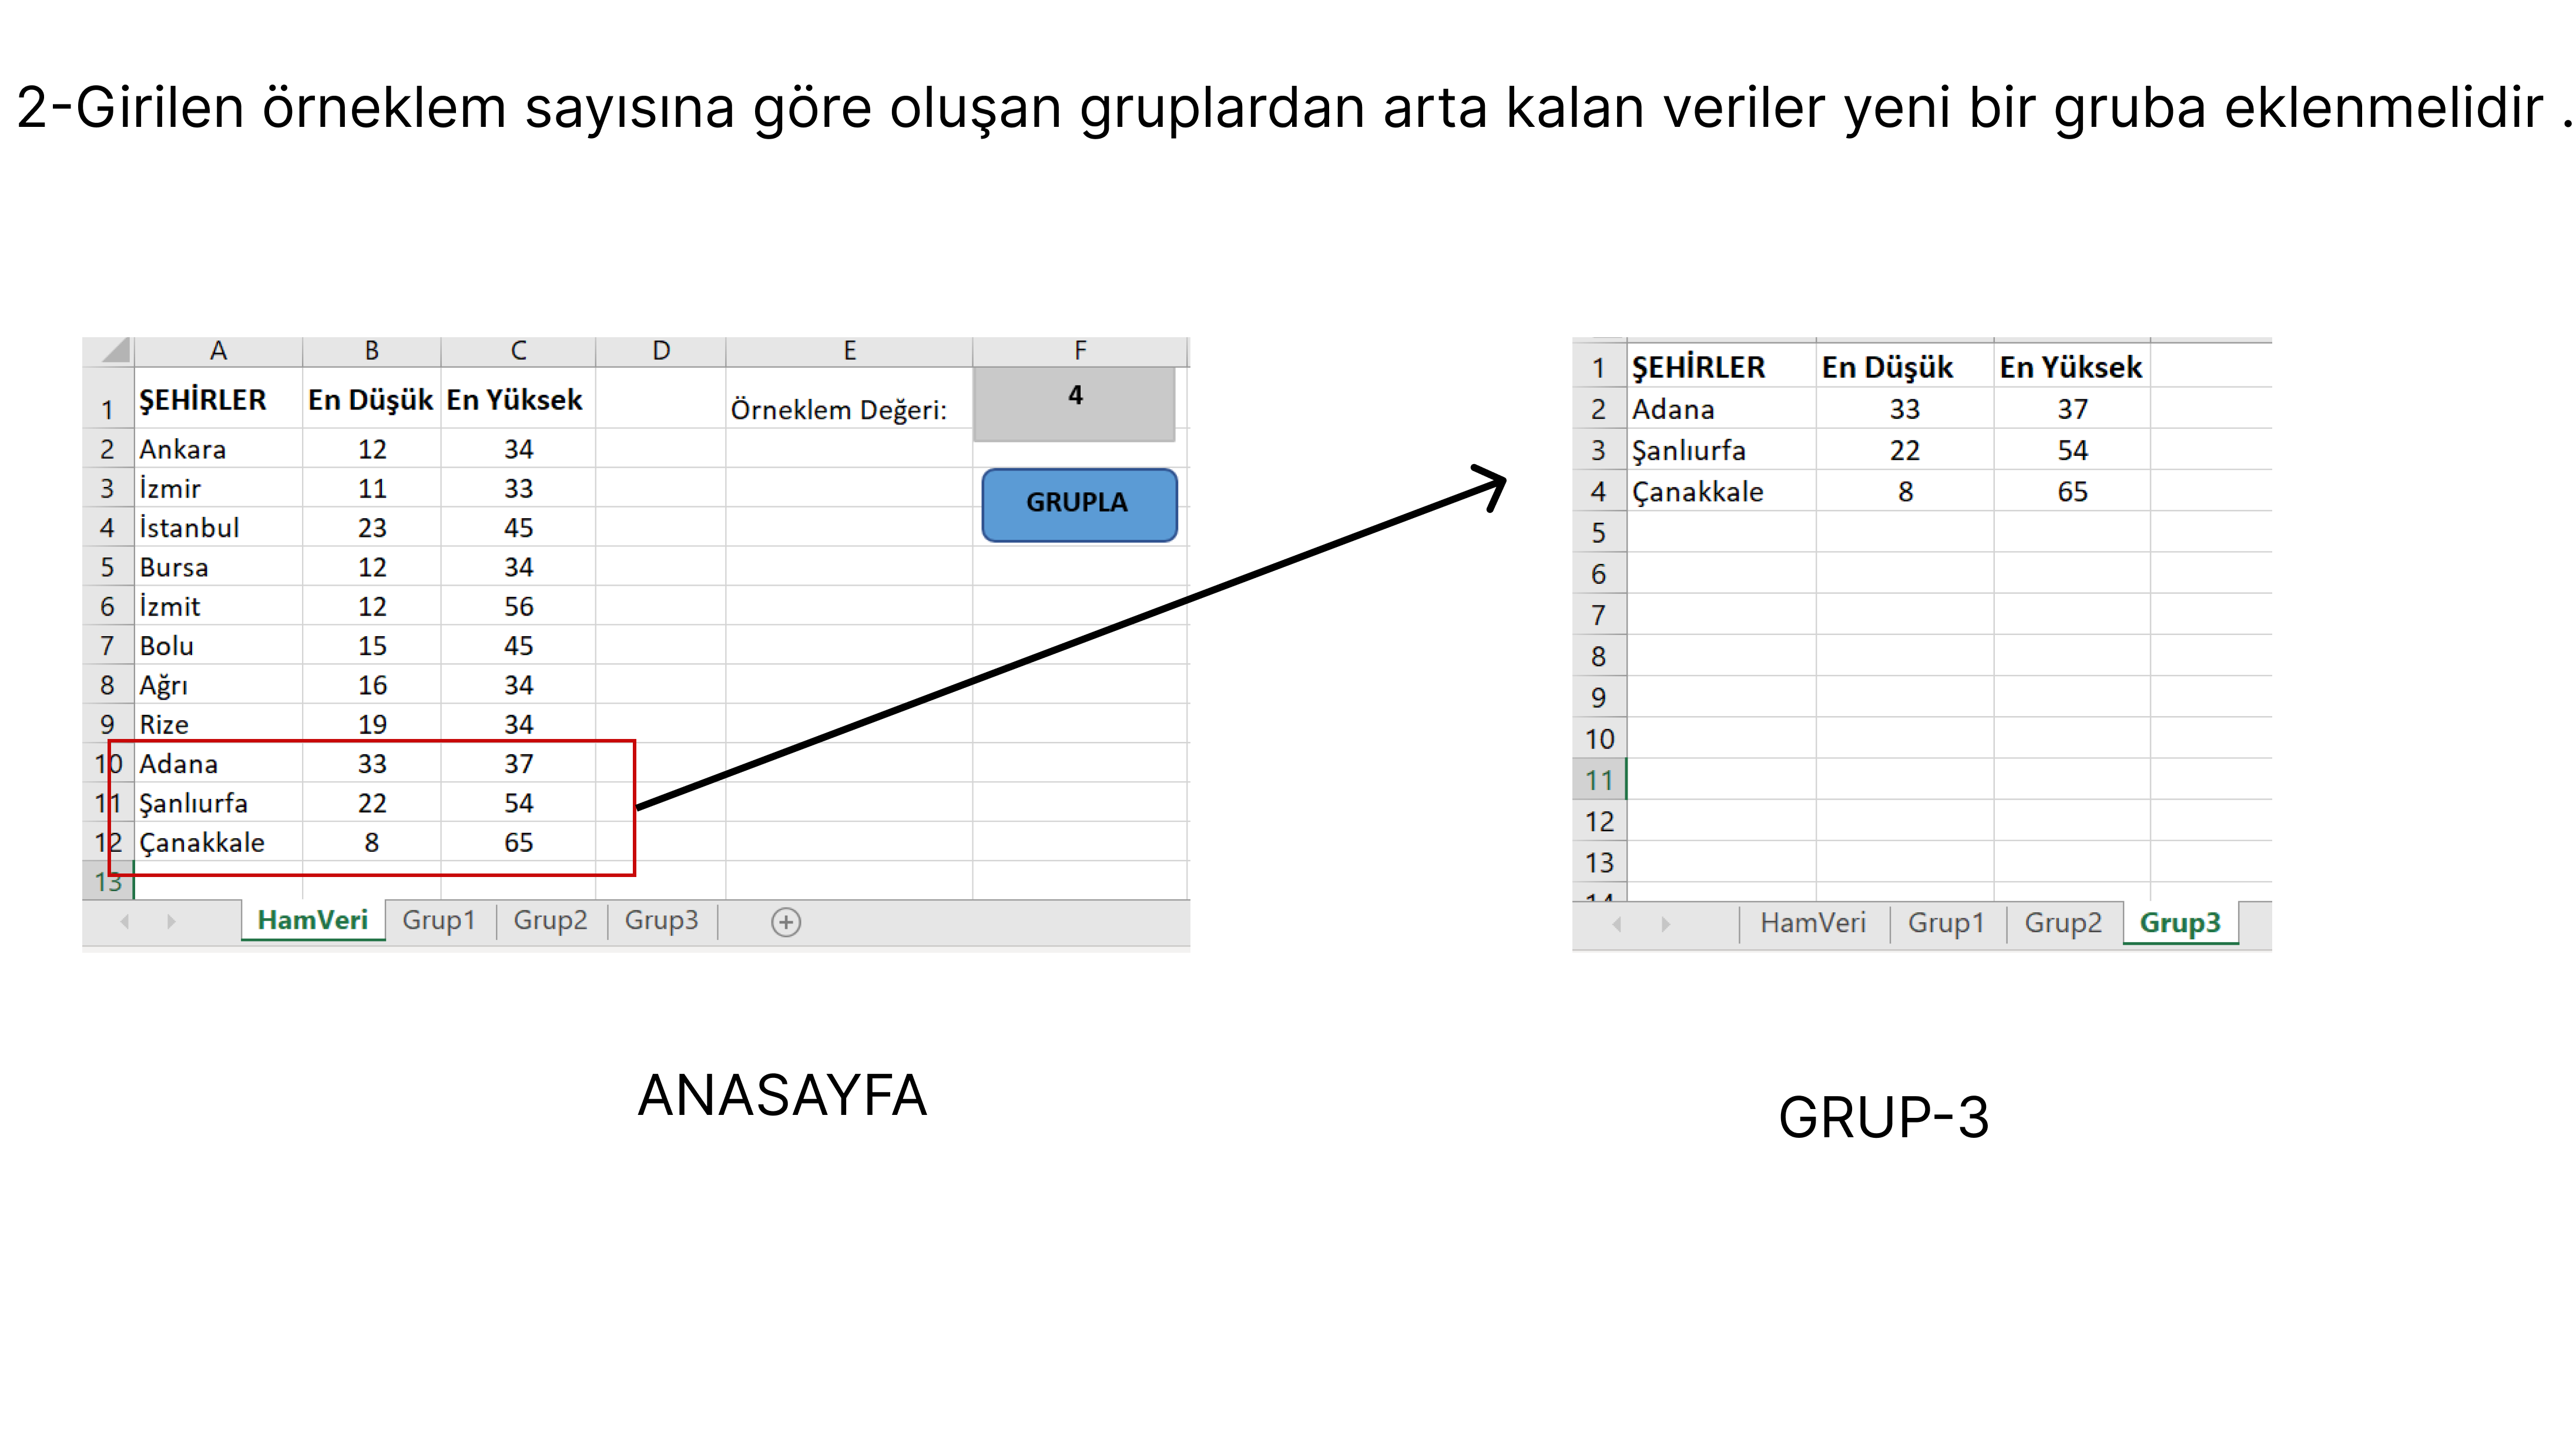 2-Girilen örneklem sayısına göre oluşan gruplardan arta kalan veriler yeni bir gruba eklenmelidir .
A B C D E F
1 ŞEHİRLER En Düşük En Yüksek Örneklem Değeri: 4
2 Ankara 12 34
3 İzmir 11 33
GRUPLA
4 İstanbul 23 45
5 Bursa 12 34
6 İzmit 12 56
7 Bolu 15 45
8 Ağrı 16 34
9 Rize 19 34
10 Adana 33 37
11 Şanlıurfa 22 54
12 Çanakkale 8 65
13
HamVeri Grup1 Grup2 Grup3
1 ŞEHİRLER En Düşük En Yüksek
2 Adana 33 37
3 Şanlıurfa 22 54
4 Çanakkale 8 65
5
6
7
8
9
10
11
12
13
14
HamVeri Grup1 Grup2 Grup3
ANASAYFA
GRUP-3